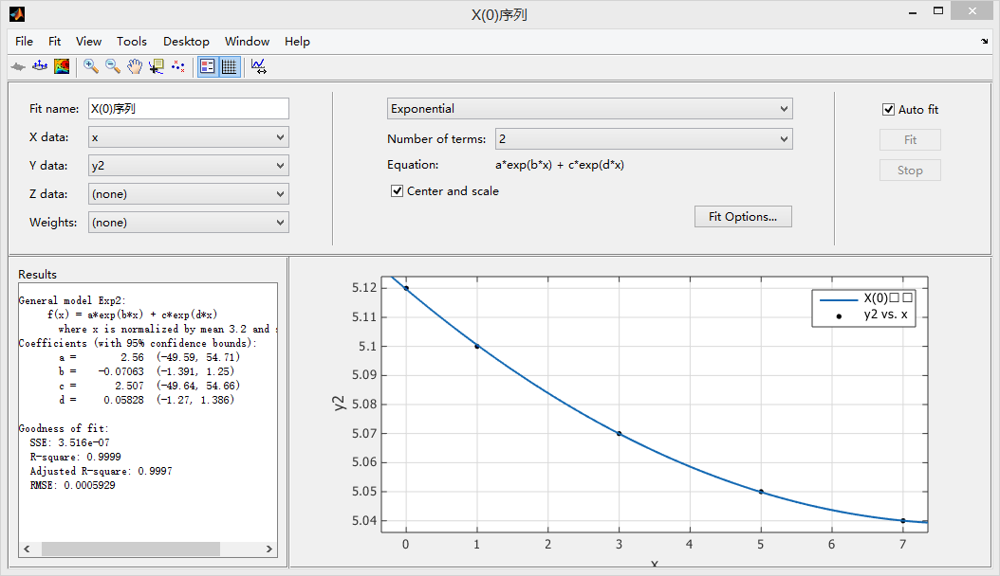 X(0)序列
File Fit View Tools Desktop Window Help
Fit name: X(0)序列
X data: x
Y data: y2
Z data: (none)
Weights: (none)
Exponential
Number of terms: 2
Equation: a*exp(b*x) + c*exp(d*x)
Center and scale
Fit Options...
Auto fit
Fit
Stop
Results
General model Exp2:
f(x) = a*exp(b*x) + c*exp(d*x)
where x is normalized by mean 3.2 and
Coefficients (with 95% confidence bounds):
a = 2.56 (-49.59, 54.71)
b = -0.07063 (-1.391, 1.25)
c = 2.507 (-49.64, 54.66)
d = 0.05828 (-1.27, 1.386)
Goodness of fit:
SSE: 3.516e-07
R-square: 0.9999
Adjusted R-square: 0.9997
RMSE: 0.0005929
5.12
5.11
5.1
5.09
5.08
5.07
5.06
5.05
5.04
y2
0 1 2 3 4 5 6 7
x
X(0)□□
y2 vs. x